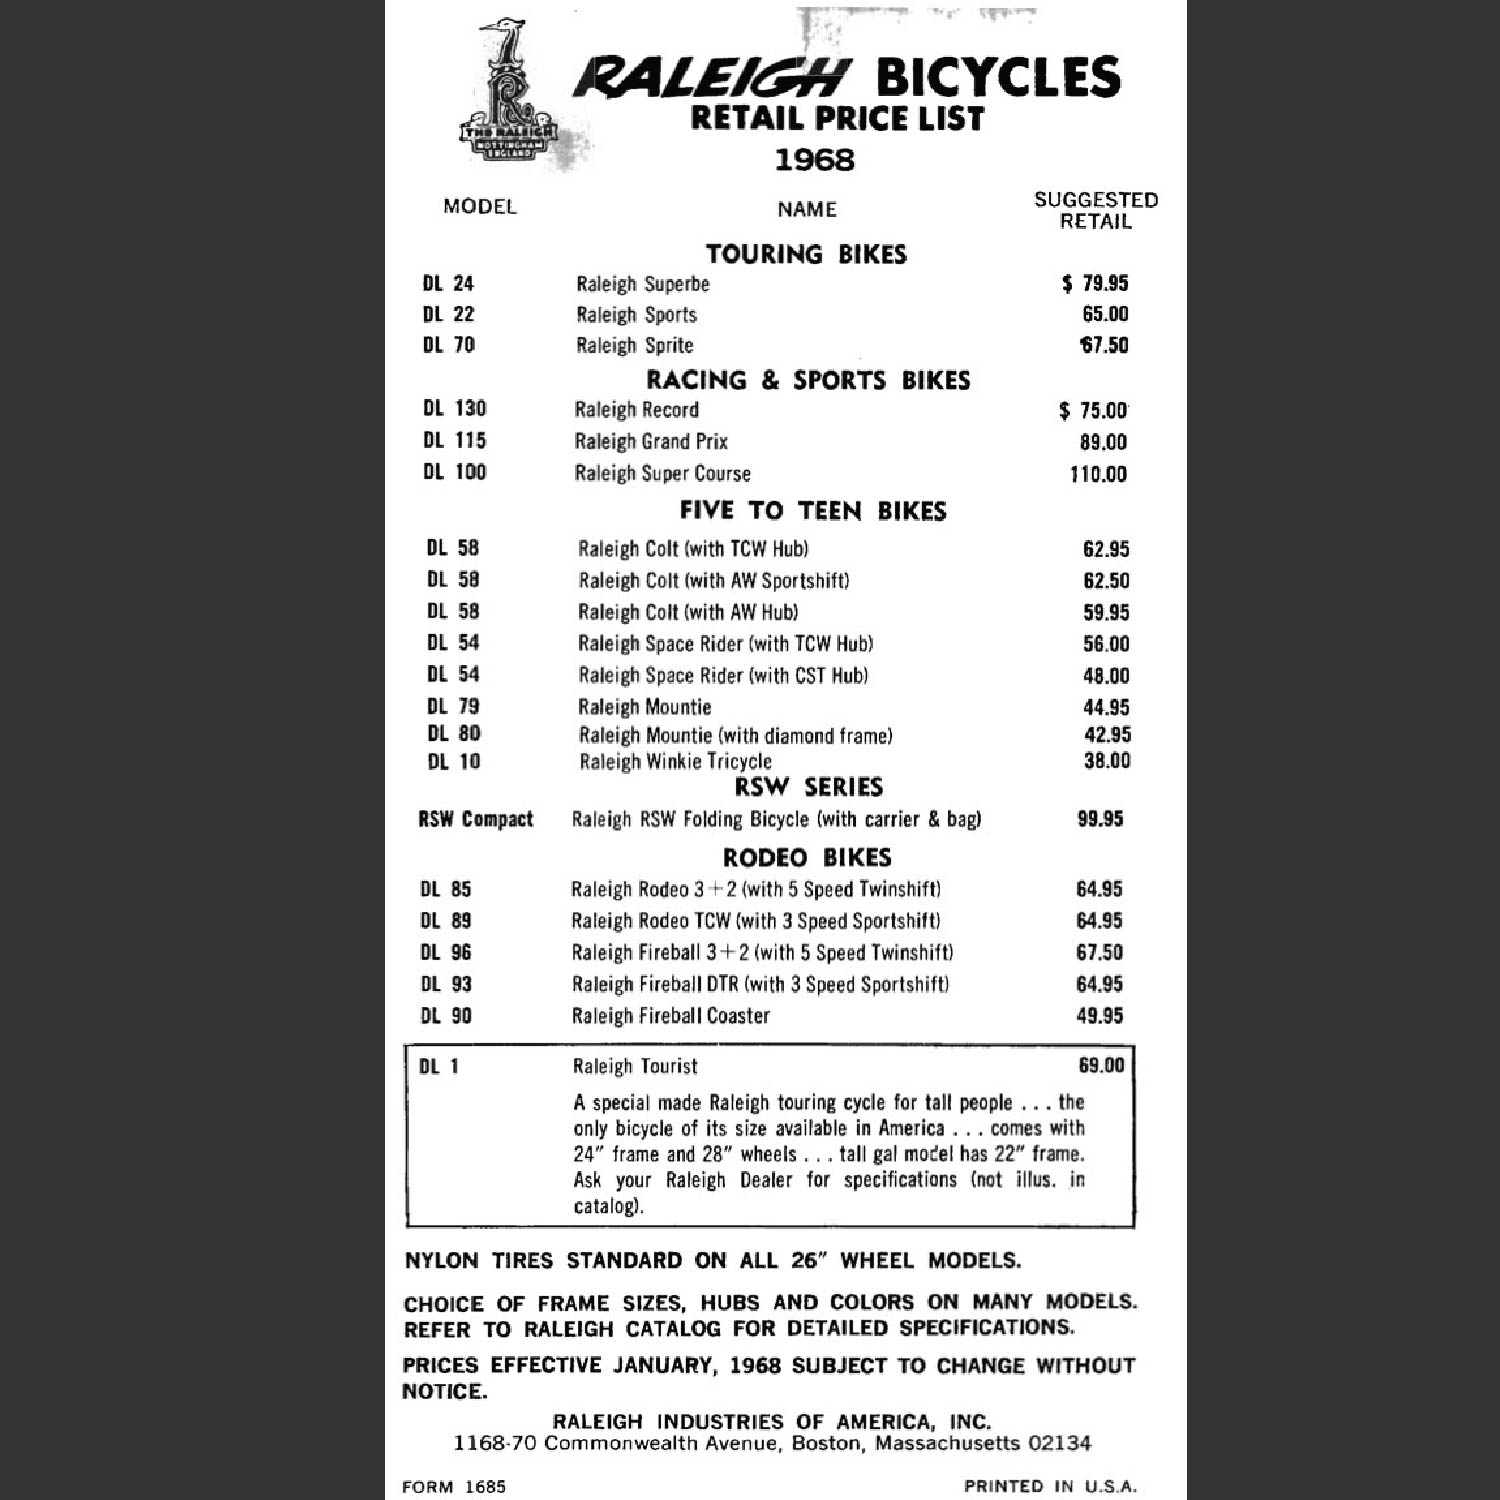 THE RALEIGH
NOTTINGHAM
ENGLAND
RALEIGH BICYCLES
RETAIL PRICE LIST
1968
MODEL NAME SUGGESTED RETAIL
TOURING BIKES
DL 24 Raleigh Superbe $ 79.95
DL 22 Raleigh Sports 65.00
DL 70 Raleigh Sprite 67.50
RACING & SPORTS BIKES
DL 130 Raleigh Record $ 75.00
DL 115 Raleigh Grand Prix 89.00
DL 100 Raleigh Super Course 110.00
FIVE TO TEEN BIKES
DL 58 Raleigh Colt (with TCW Hub) 62.95
DL 58 Raleigh Colt (with AW Sportshift) 62.50
DL 58 Raleigh Colt (with AW Hub) 59.95
DL 54 Raleigh Space Rider (with TCW Hub) 56.00
DL 54 Raleigh Space Rider (with CST Hub) 48.00
DL 79 Raleigh Mountie 44.95
DL 80 Raleigh Mountie (with diamond frame) 42.95
DL 10 Raleigh Winkie Tricycle 38.00
RSW SERIES
RSW Compact Raleigh RSW Folding Bicycle (with carrier & bag) 99.95
RODEO BIKES
DL 85 Raleigh Rodeo 3+2 (with 5 Speed Twinshift) 64.95
DL 89 Raleigh Rodeo TCW (with 3 Speed Sportshift) 64.95
DL 96 Raleigh Fireball 3+2 (with 5 Speed Twinshift) 67.50
DL 93 Raleigh Fireball DTR (with 3 Speed Sportshift) 64.95
DL 90 Raleigh Fireball Coaster 49.95
DL 1 Raleigh Tourist 69.00
A special made Raleigh touring cycle for tall people . . . the
only bicycle of its size available in America . . . comes with
24″ frame and 28″ wheels . . . tall gal model has 22″ frame.
Ask your Raleigh Dealer for specifications (not illus. in
catalog).
NYLON TIRES STANDARD ON ALL 26″ WHEEL MODELS.
CHOICE OF FRAME SIZES, HUBS AND COLORS ON MANY MODELS.
REFER TO RALEIGH CATALOG FOR DETAILED SPECIFICATIONS.
PRICES EFFECTIVE JANUARY, 1968 SUBJECT TO CHANGE WITHOUT
NOTICE.
RALEIGH INDUSTRIES OF AMERICA, INC.
1168-70 Commonwealth Avenue, Boston, Massachusetts 02134
FORM 1685 PRINTED IN U.S.A.